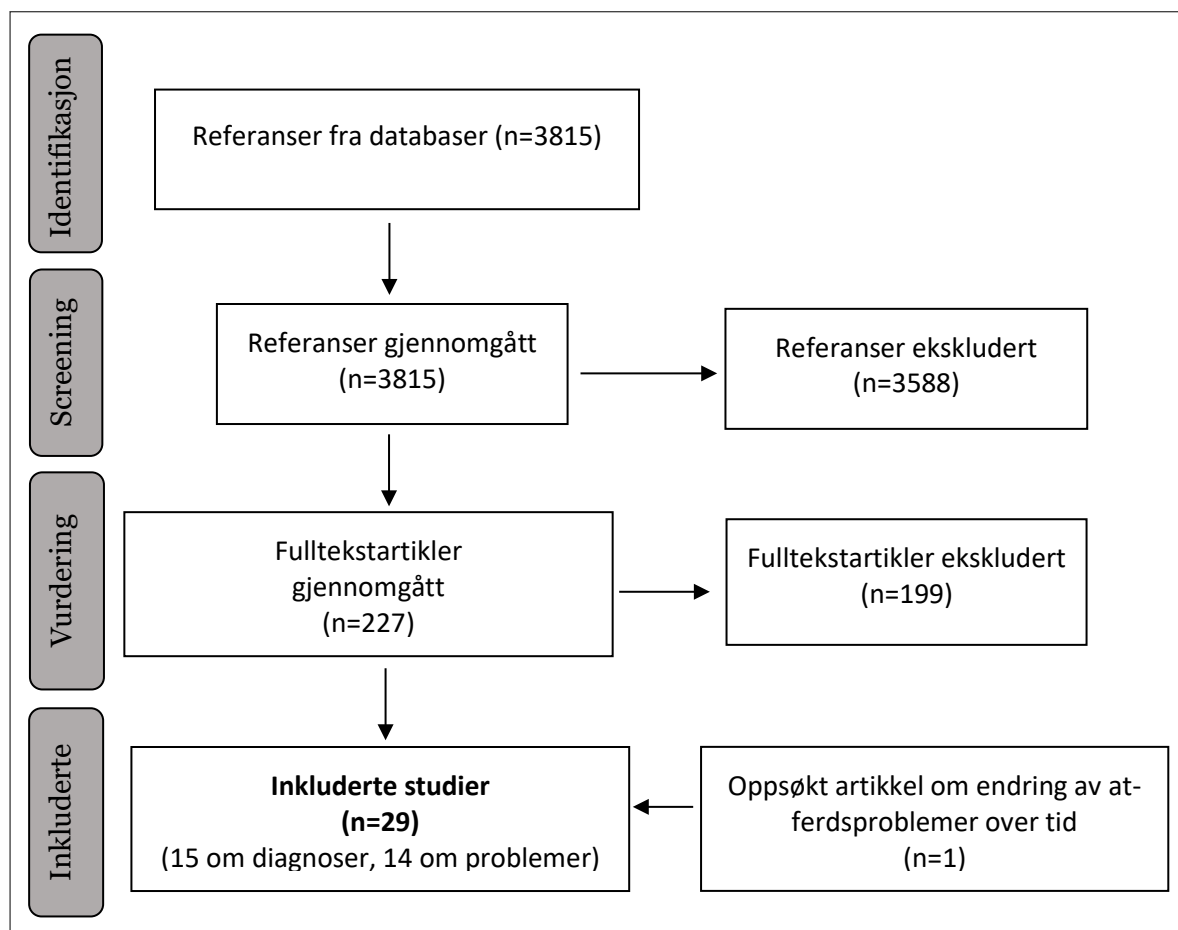 Identifikasjon
Referanser fra databaser (n=3815)
Screening
Referanser gjennomgått
(n=3815)
Referanser ekskludert
(n=3588)
Vurdering
Fulltekstartikler
gjennomgått
(n=227)
Fulltekstartikler ekskludert
(n=199)
Inkluderte
Inkluderte studier
(n=29)
(15 om diagnoser, 14 om problemer)
Oppsøkt artikkel om endring av at-
ferdsproblemer over tid
(n=1)